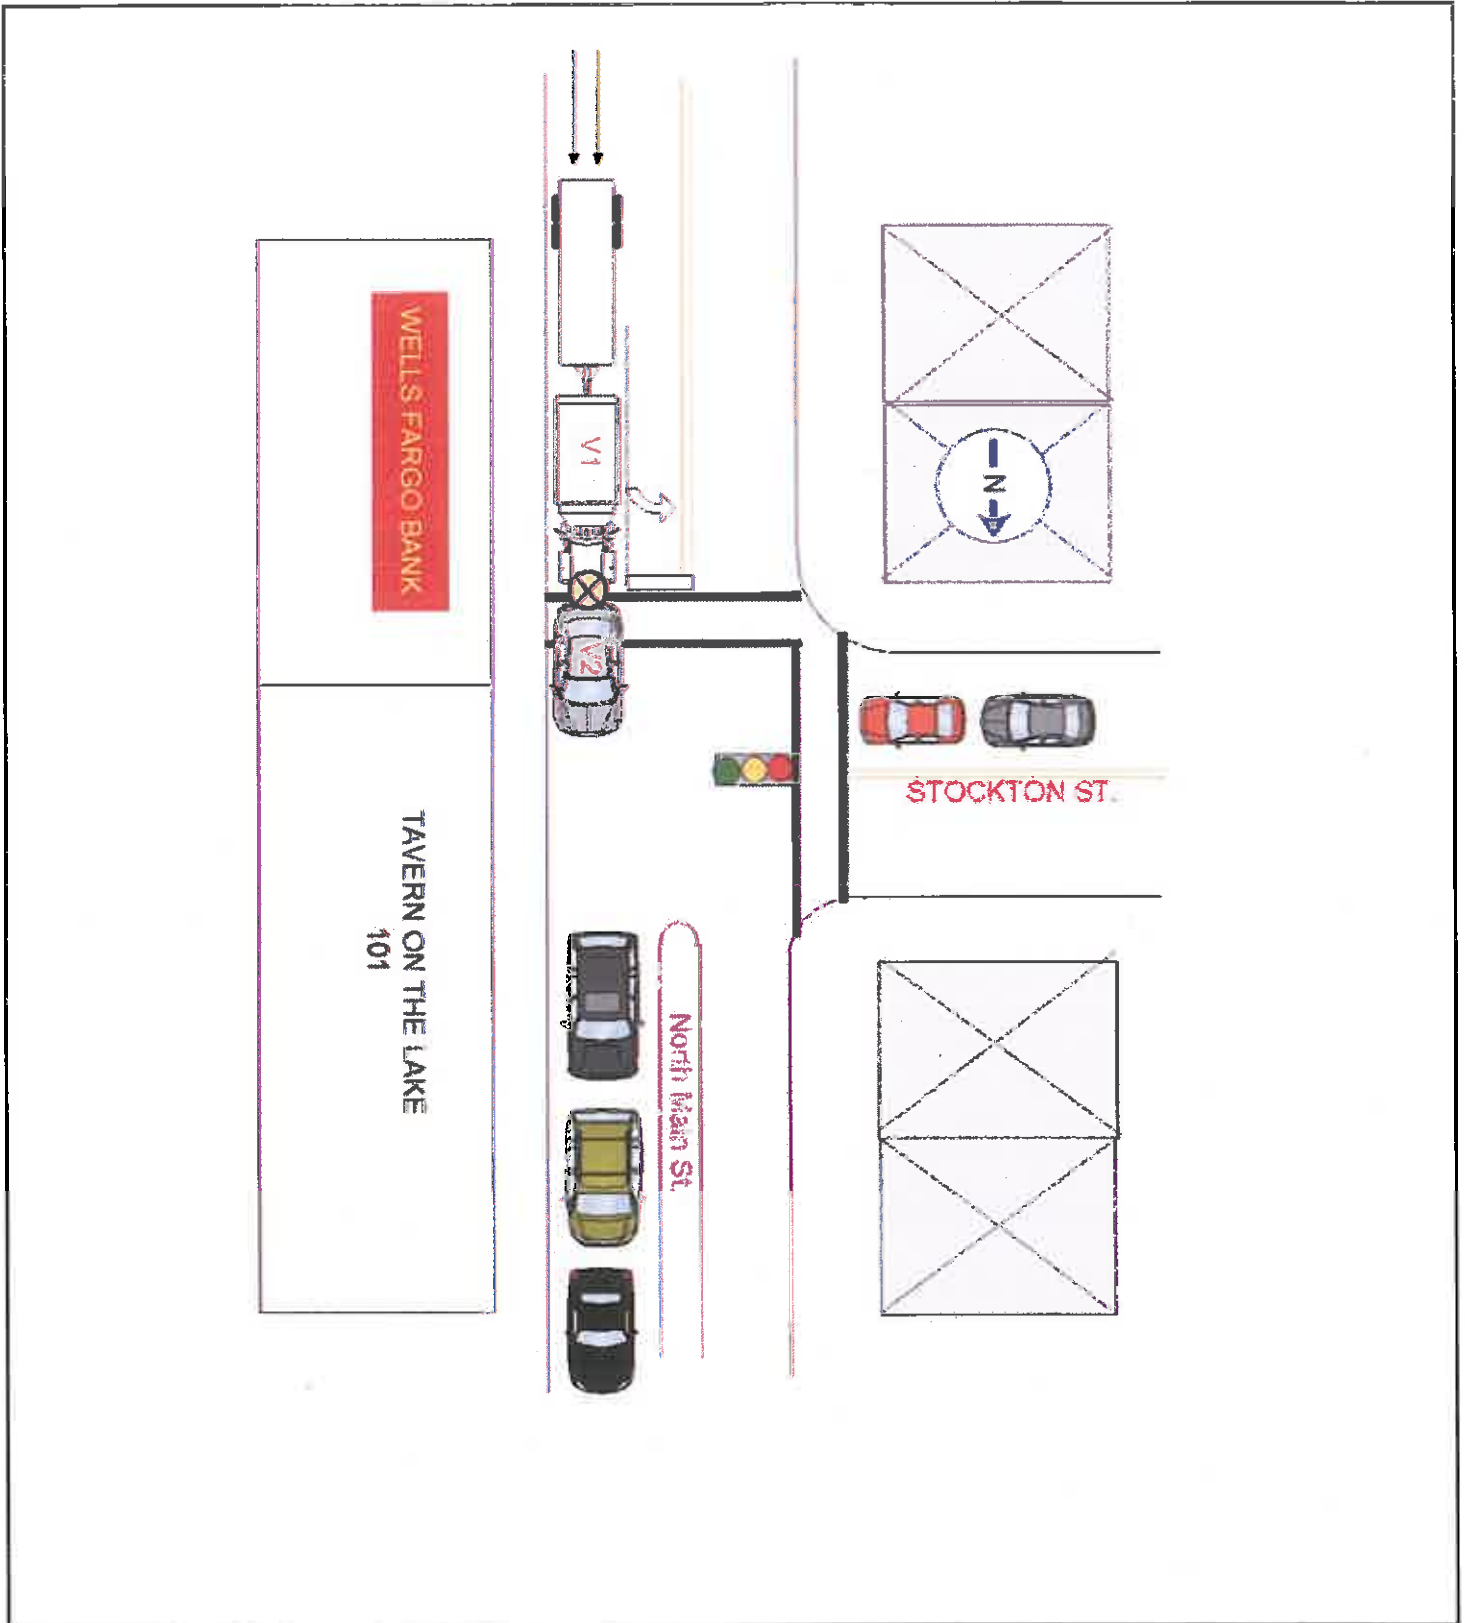 WELLS FARGO BANK
V1
N
V2
STOCKTON ST.
TAVERN ON THE LAKE
101
North Main St.